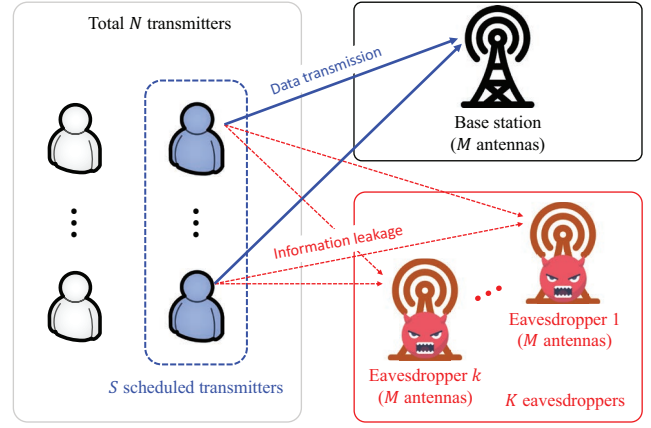 Total N transmitters
Data transmission
Base station
(M antennas)
Information leakage
Eavesdropper 1
(M antennas)
Eavesdropper k
(M antennas)
S scheduled transmitters
K eavesdroppers